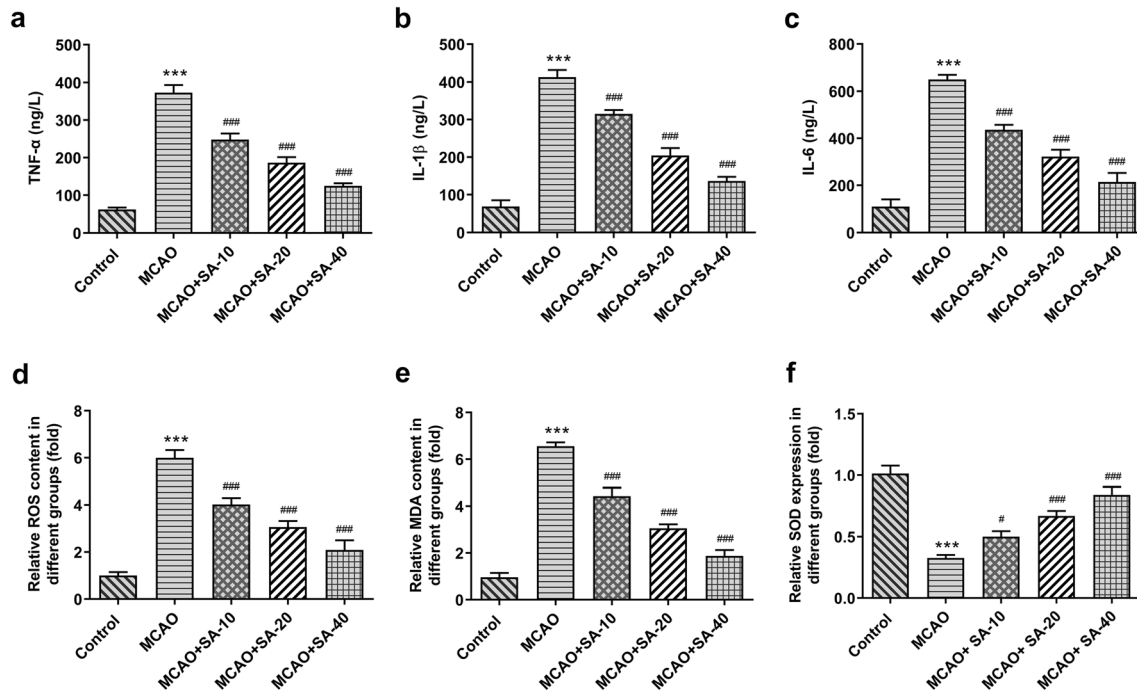 a
TNF-α (ng/L)
500
400
300
200
100
0
***
###
###
###
Control
MCAO
MCAO+SA-10
MCAO+SA-20
MCAO+SA-40
b
IL-1β (ng/L)
500
400
300
200
100
0
***
###
###
###
Control
MCAO
MCAO+SA-10
MCAO+SA-20
MCAO+SA-40
c
IL-6 (ng/L)
800
600
400
200
0
***
###
###
###
Control
MCAO
MCAO+SA-10
MCAO+SA-20
MCAO+SA-40
d
Relative ROS content in
different groups (fold)
8
6
4
2
0
***
###
###
###
Control
MCAO
MCAO+SA-10
MCAO+SA-20
MCAO+SA-40
e
Relative MDA content in
different groups (fold)
8
6
4
2
0
***
###
###
###
Control
MCAO
MCAO+SA-10
MCAO+SA-20
MCAO+SA-40
f
Relative SOD expression in
different groups (fold)
1.5
1.0
0.5
0.0
***
#
###
###
Control
MCAO
MCAO+ SA-10
MCAO+ SA-20
MCAO+ SA-40